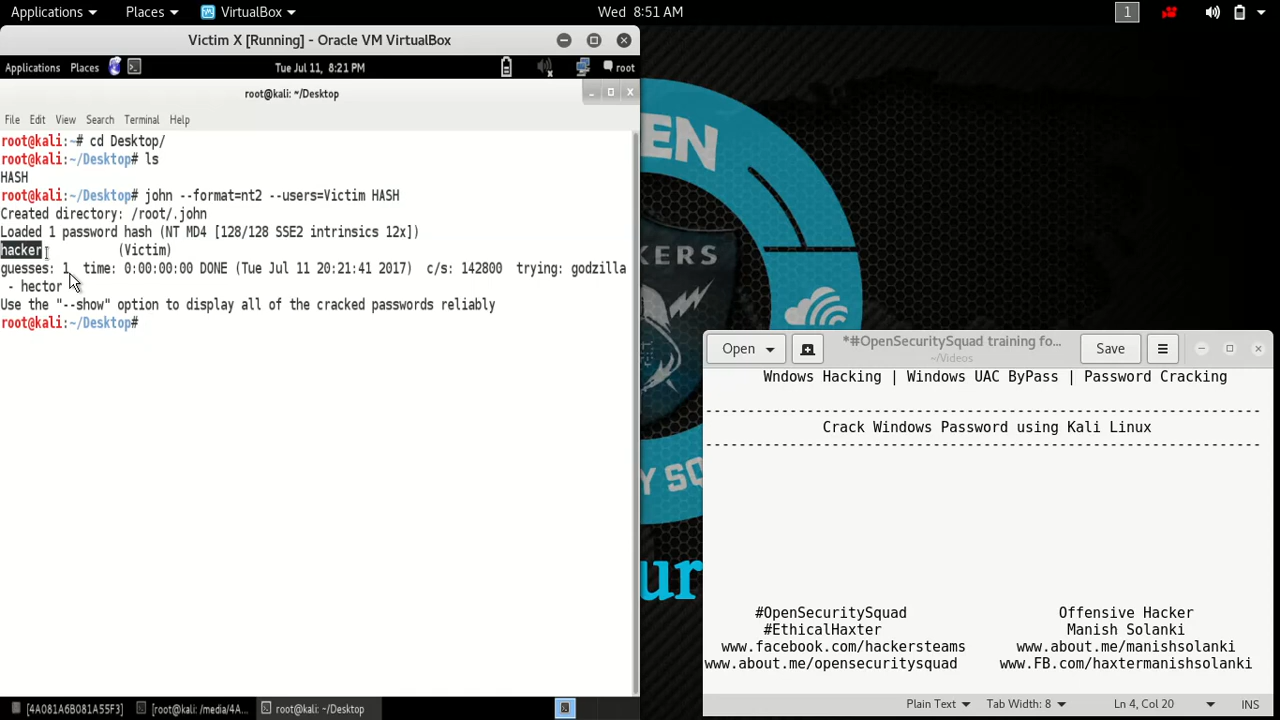 Applications Places VirtualBox Wed 8:51 AM 1
Victim X [Running] - Oracle VM VirtualBox
Applications Places Tue Jul 11, 8:21 PM root
root@kali: ~/Desktop
File Edit View Search Terminal Help
root@kali:~# cd Desktop/
root@kali:~/Desktop# ls
HASH
root@kali:~/Desktop# john --format=nt2 --users=Victim HASH
Created directory: /root/.john
Loaded 1 password hash (NT MD4 [128/128 SSE2 intrinsics 12x])
hacker (Victim)
guesses: 1 time: 0:00:00:00 DONE (Tue Jul 11 20:21:41 2017) c/s: 142800 trying: godzilla
- hector
Use the "--show" option to display all of the cracked passwords reliably
root@kali:~/Desktop#
[4A081A6B081A55F3] [root@kali: /media/4A... root@kali: ~/Desktop
Open *#OpenSecuritySquad training fo... Save
~/Videos
Wndows Hacking | Windows UAC ByPass | Password Cracking
------------------------------------------------------------------
Crack Windows Password using Kali Linux
------------------------------------------------------------------
#OpenSecuritySquad Offensive Hacker
#EthicalHaxter Manish Solanki
www.facebook.com/hackersteams www.about.me/manishsolanki
www.about.me/opensecuritysquad www.FB.com/haxtermanishsolanki
Plain Text Tab Width: 8 Ln 4, Col 20 INS